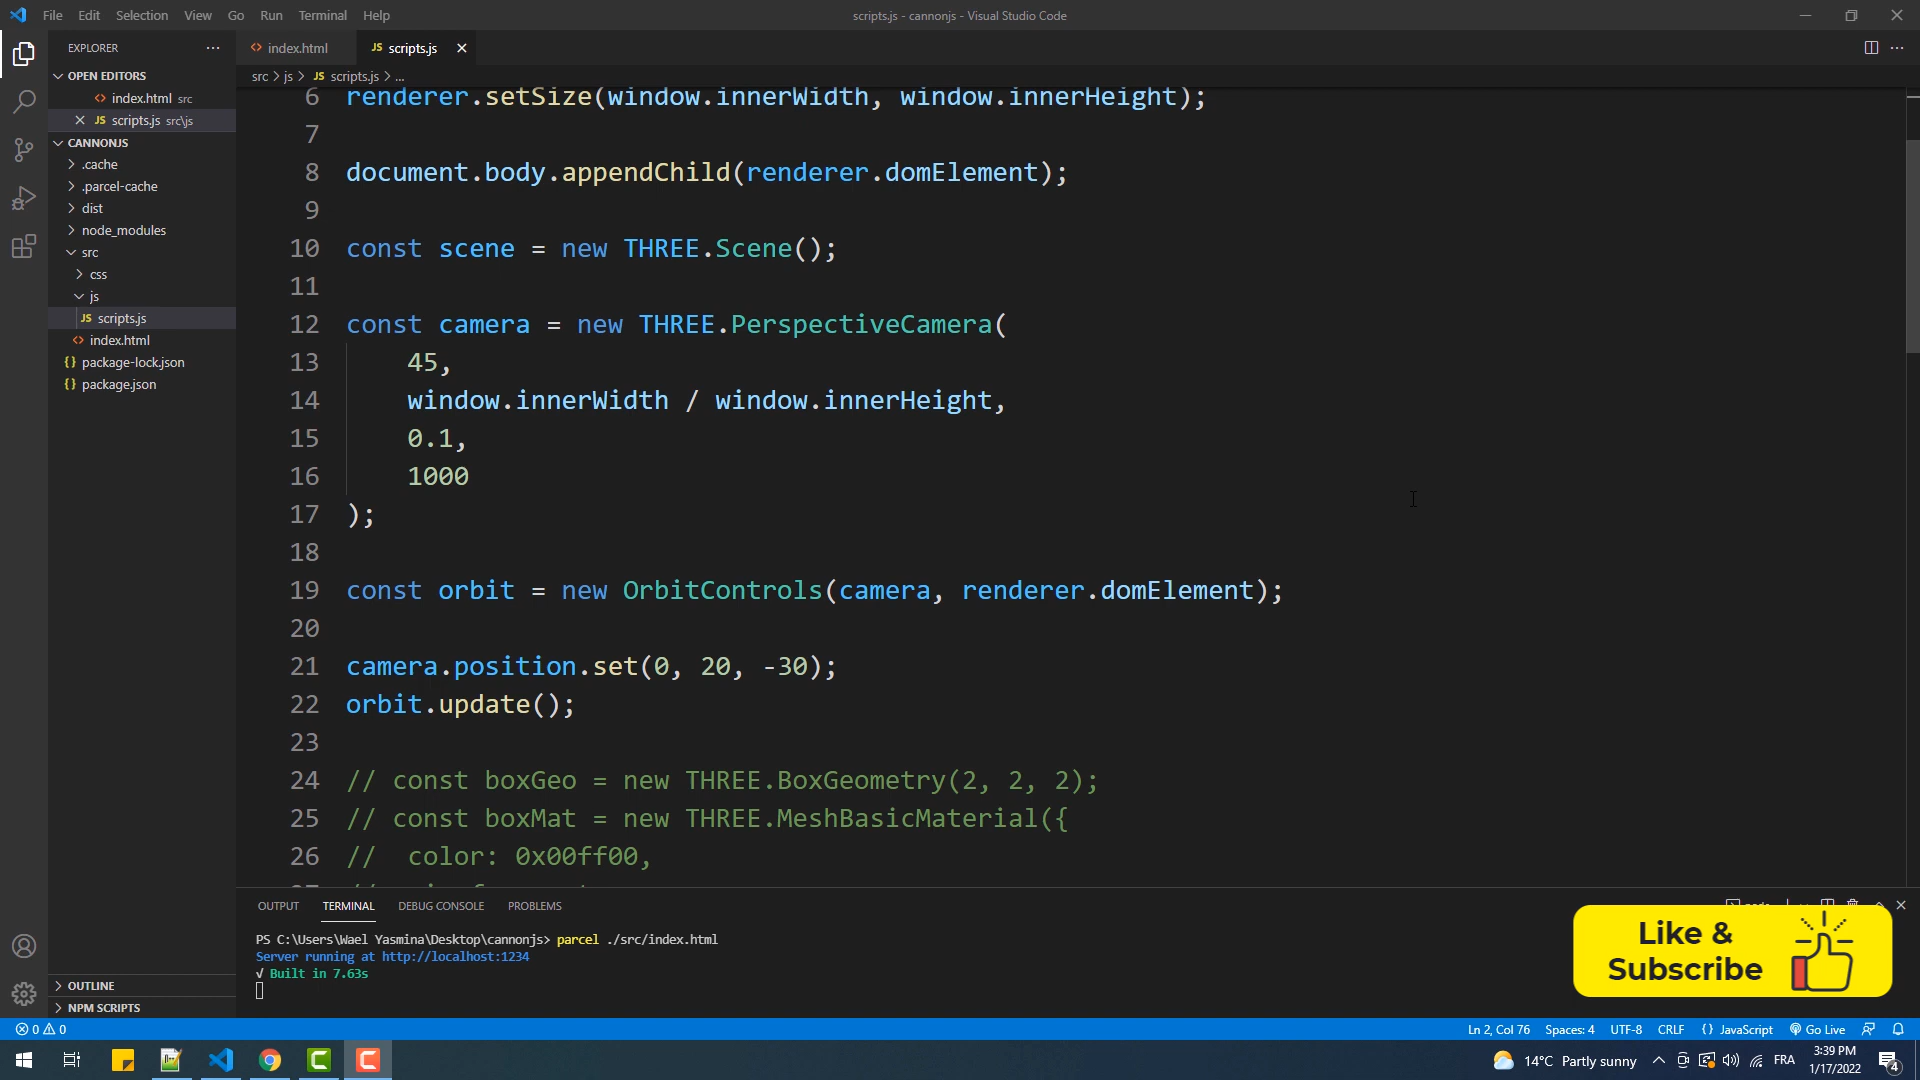 File Edit Selection View Go Run Terminal Help
scripts.js - cannonjs - Visual Studio Code
EXPLORER
OPEN EDITORS
index.html src
scripts.js src\js
CANNONJS
.cache
.parcel-cache
dist
node_modules
src
css
js
scripts.js
index.html
package-lock.json
package.json
OUTLINE
NPM SCRIPTS
index.html
scripts.js
src > js > JS scripts.js > ...
6 renderer.setSize(window.innerWidth, window.innerHeight);
7
8 document.body.appendChild(renderer.domElement);
9
10 const scene = new THREE.Scene();
11
12 const camera = new THREE.PerspectiveCamera(
13 45,
14 window.innerWidth / window.innerHeight,
15 0.1,
16 1000
17 );
18
19 const orbit = new OrbitControls(camera, renderer.domElement);
20
21 camera.position.set(0, 20, -30);
22 orbit.update();
23
24 // const boxGeo = new THREE.BoxGeometry(2, 2, 2);
25 // const boxMat = new THREE.MeshBasicMaterial({
26 // color: 0x00ff00,
OUTPUT TERMINAL DEBUG CONSOLE PROBLEMS
PS C:\Users\Wael Yasmina\Desktop\cannonjs> parcel ./src/index.html
Server running at http://localhost:1234
√ Built in 7.63s
Like &
Subscribe
0 0
Ln 2, Col 76 Spaces: 4 UTF-8 CRLF {} JavaScript Go Live
14°C Partly sunny
FRA
3:39 PM
1/17/2022
4